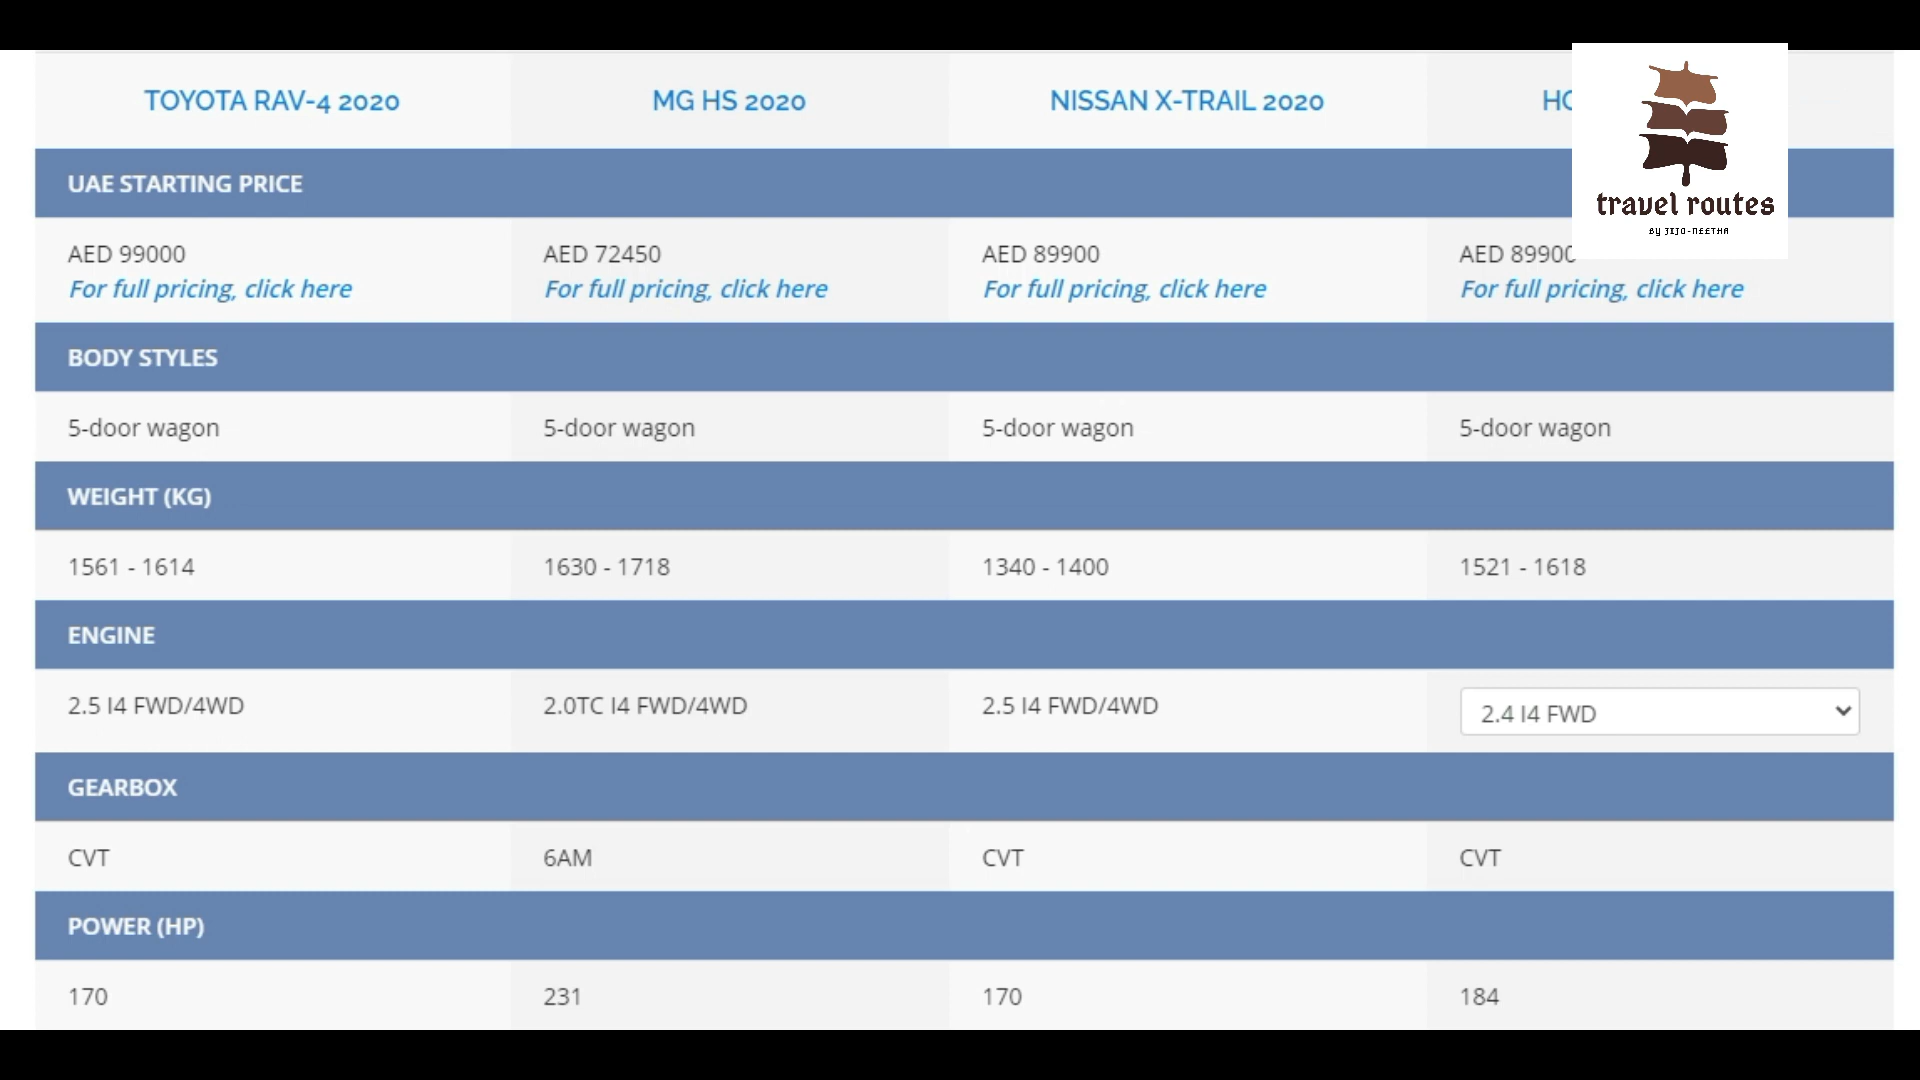 TOYOTA RAV-4 2020 MG HS 2020 NISSAN X-TRAIL 2020
travel routes
BY JIJO-NEETHA
UAE STARTING PRICE
AED 99000 AED 72450 AED 89900 AED 89900
For full pricing, click here For full pricing, click here For full pricing, click here For full pricing, click here
BODY STYLES
5-door wagon 5-door wagon 5-door wagon 5-door wagon
WEIGHT (KG)
1561 - 1614 1630 - 1718 1340 - 1400 1521 - 1618
ENGINE
2.5 I4 FWD/4WD 2.0TC I4 FWD/4WD 2.5 I4 FWD/4WD 2.4 I4 FWD
GEARBOX
CVT 6AM CVT CVT
POWER (HP)
170 231 170 184